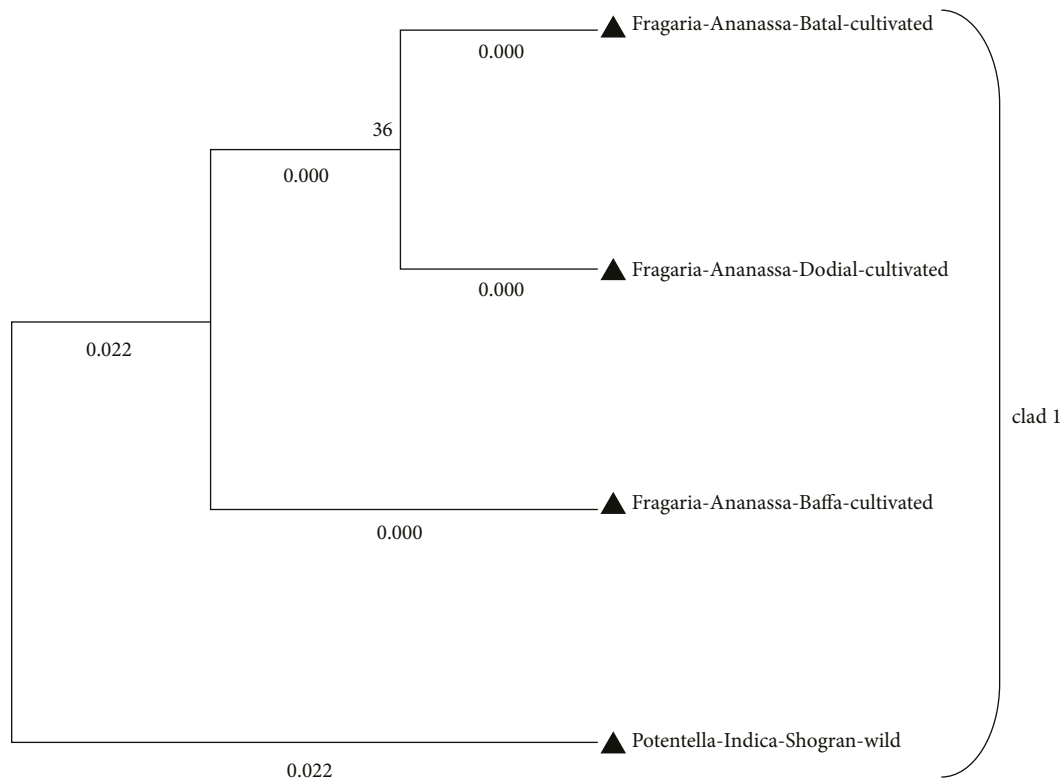 Fragaria-Ananassa-Batal-cultivated
0.000
36
0.000
Fragaria-Ananassa-Dodial-cultivated
0.000
0.022
clad 1
Fragaria-Ananassa-Baffa-cultivated
0.000
Potentella-Indica-Shogran-wild
0.022